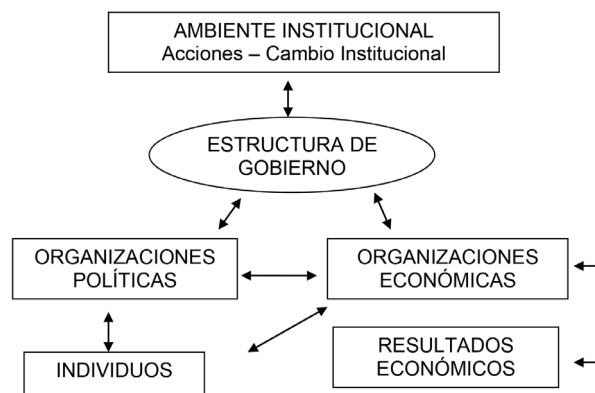 AMBIENTE INSTITUCIONAL
Acciones – Cambio Institucional
ESTRUCTURA DE
GOBIERNO
ORGANIZACIONES
POLÍTICAS
ORGANIZACIONES
ECONÓMICAS
INDIVIDUOS
RESULTADOS
ECONÓMICOS